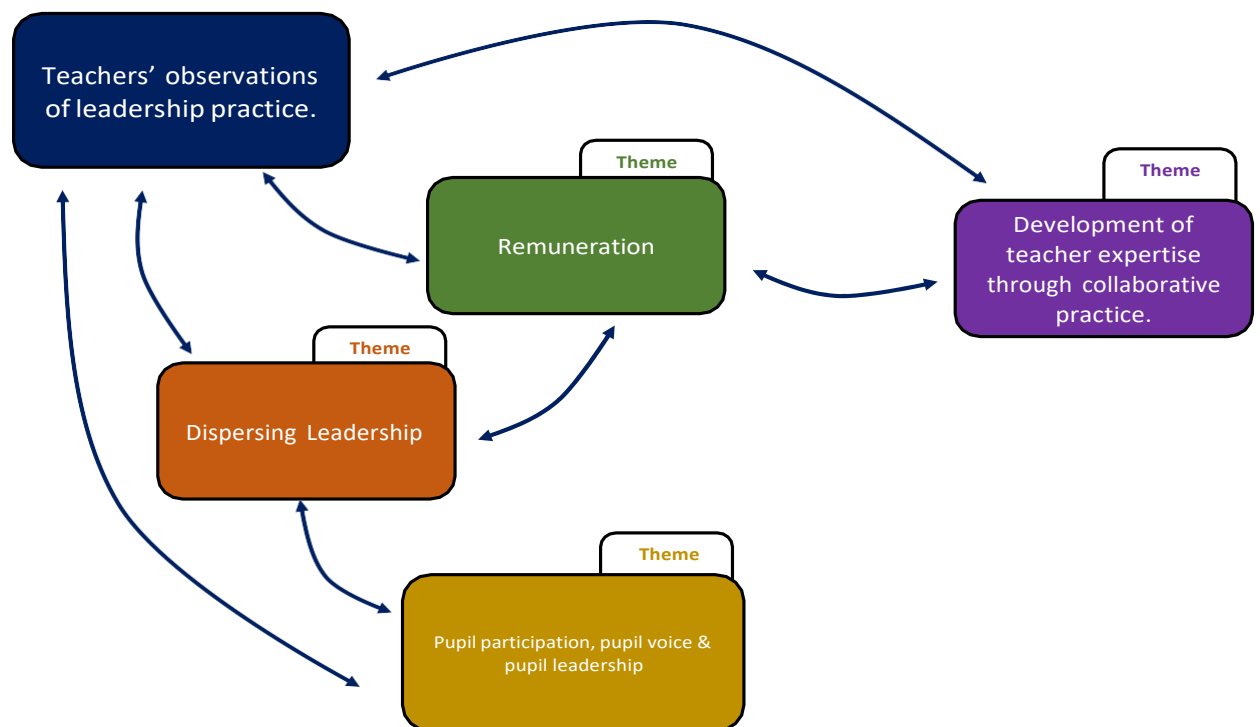 Teachers’ observations
of leadership practice.
Theme
Remuneration
Theme
Development of
teacher expertise
through collaborative
practice.
Theme
Dispersing Leadership
Theme
Pupil participation, pupil voice &
pupil leadership